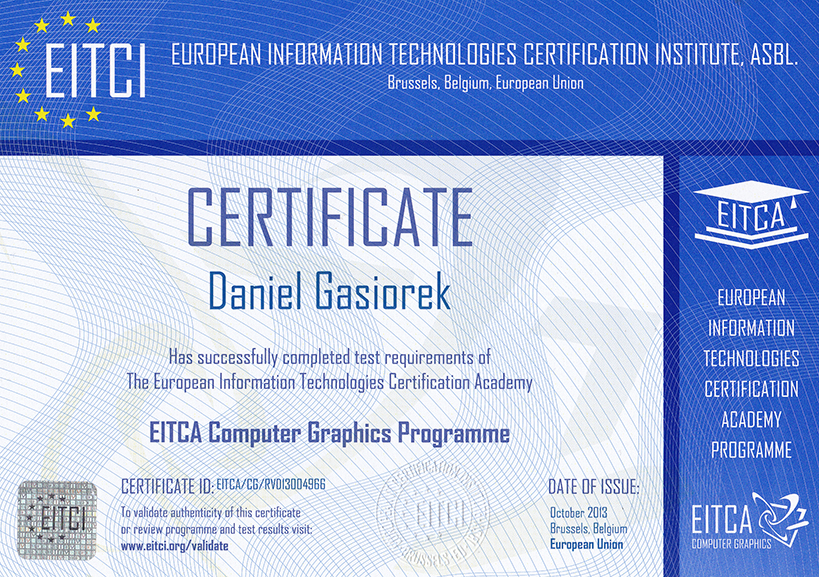 EITCI
EUROPEAN INFORMATION TECHNOLOGIES CERTIFICATION INSTITUTE, ASBL.
Brussels, Belgium, European Union
CERTIFICATE
Daniel Gasiorek
Has successfully completed test requirements of
The European Information Technologies Certification Academy
EITCA Computer Graphics Programme
EITCI
CERTIFICATE ID: EITCA/CG/RVO13004966
To validate authenticity of this certificate
or review programme and test results visit:
www.eitci.org/validate
EITCI
DATE OF ISSUE:
October 2013
Brussels, Belgium
European Union
EITCA
EUROPEAN
INFORMATION
TECHNOLOGIES
CERTIFICATION
ACADEMY
PROGRAMME
EITCA
COMPUTER GRAPHICS